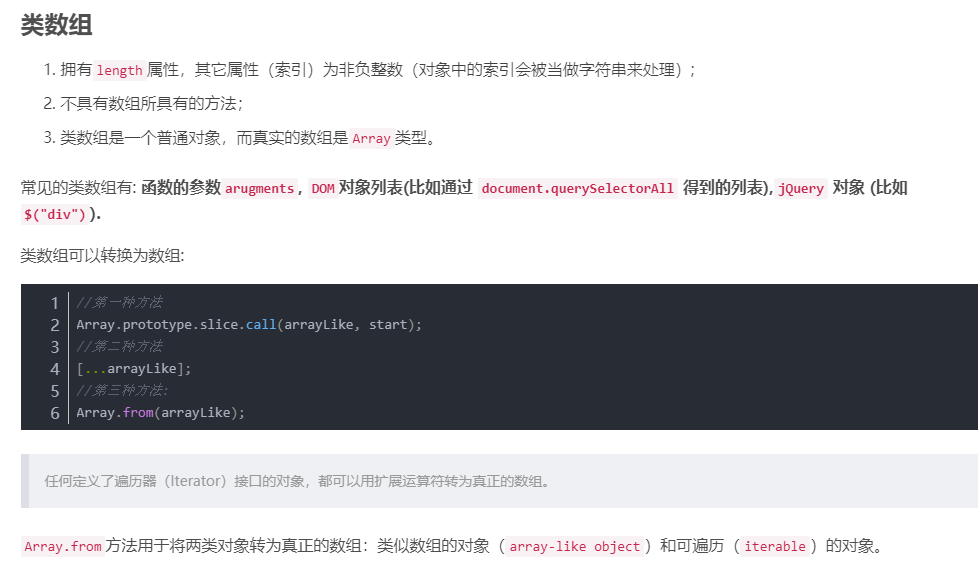 类数组
1. 拥有 length 属性，其它属性（索引）为非负整数（对象中的索引会被当做字符串来处理）;
2. 不具有数组所具有的方法；
3. 类数组是一个普通对象，而真实的数组是 Array 类型。
常见的类数组有: 函数的参数 arugments, DOM 对象列表(比如通过 document.querySelectorAll 得到的列表), jQuery 对象 (比如
$("div")).
类数组可以转换为数组:
1 //第一种方法
2 Array.prototype.slice.call(arrayLike, start);
3 //第二种方法
4 [...arrayLike];
5 //第三种方法:
6 Array.from(arrayLike);
任何定义了遍历器（Iterator）接口的对象，都可以用扩展运算符转为真正的数组。
Array.from 方法用于将两类对象转为真正的数组：类似数组的对象（ array-like object ）和可遍历（ iterable ）的对象。